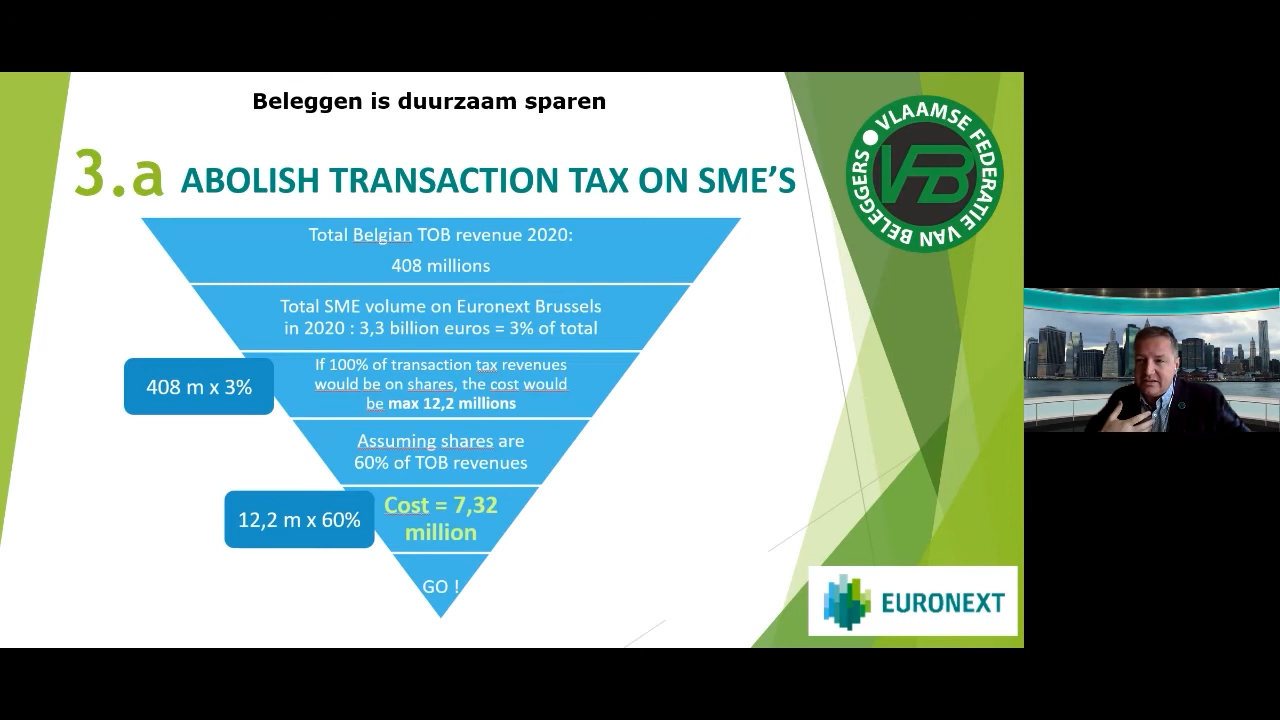 Beleggen is duurzaam sparen
3.a ABOLISH TRANSACTION TAX ON SME’S
VLAAMSE FEDERATIE VAN BELEGGERS
VFB
Total Belgian TOB revenue 2020:
408 millions
Total SME volume on Euronext Brussels
in 2020 : 3,3 billion euros = 3% of total
408 m x 3%
If 100% of transaction tax revenues
would be on shares, the cost would
be max 12,2 millions
Assuming shares are
60% of TOB revenues
12,2 m x 60%
Cost = 7,32
million
GO !
EURONEXT